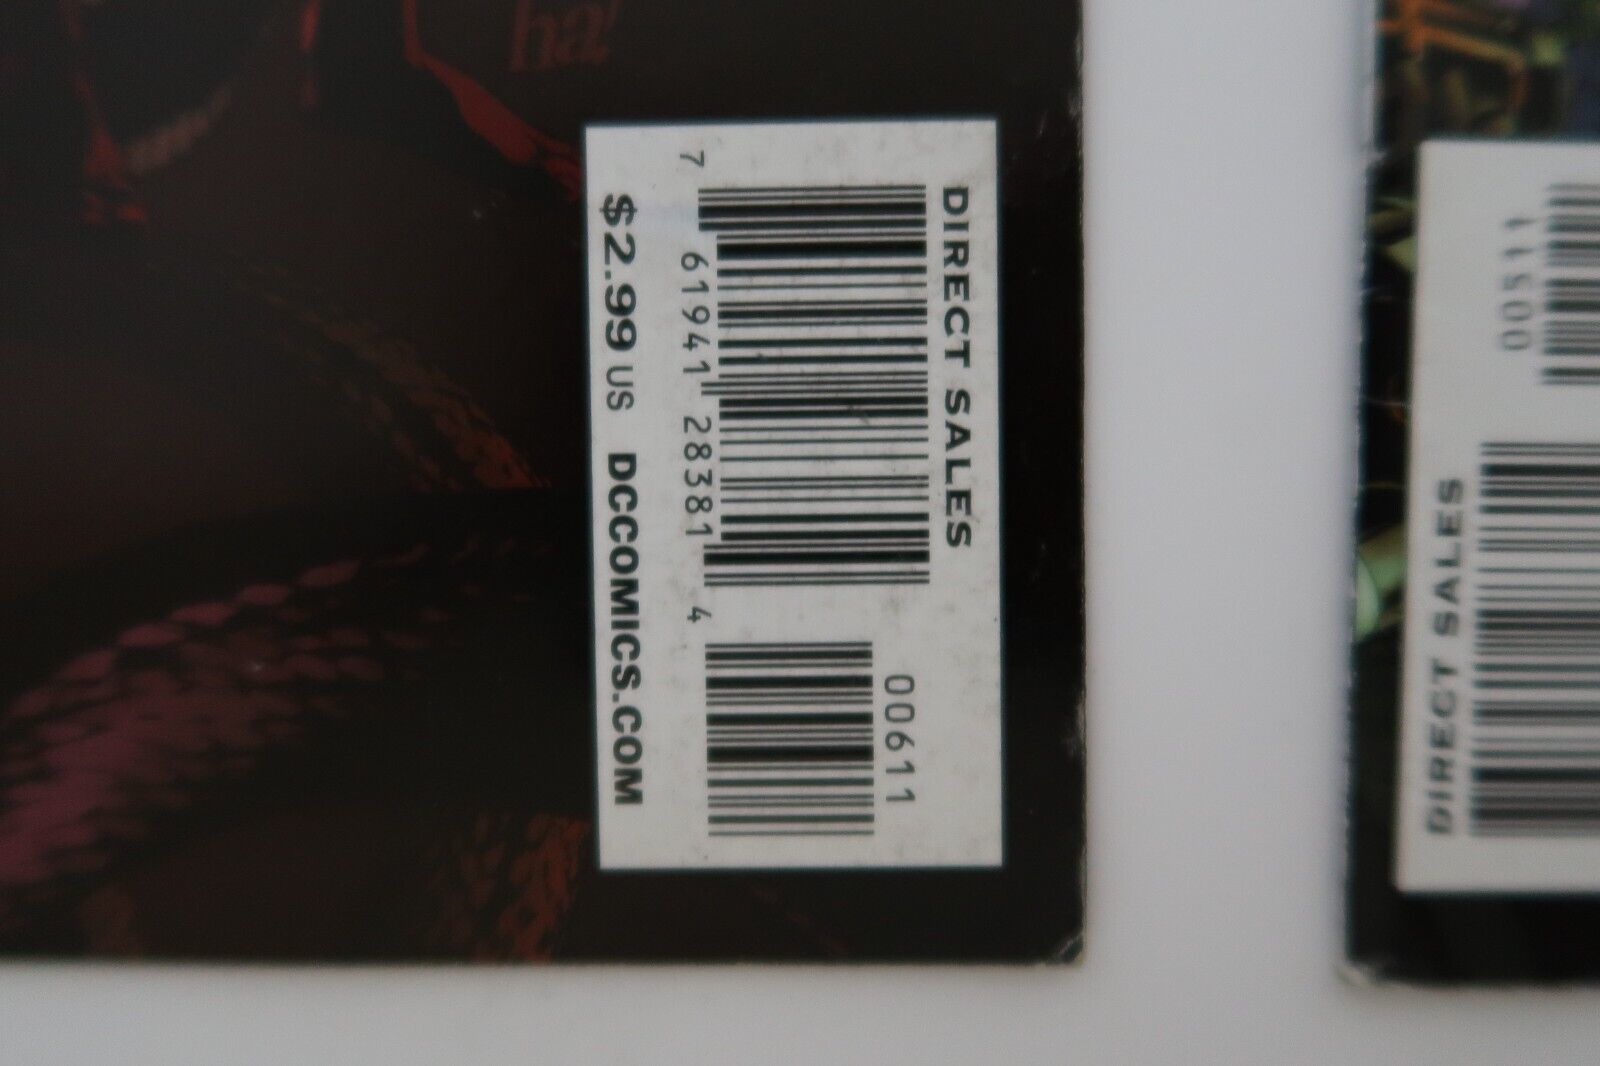 ha!
DIRECT SALES
7 61941 28381 4
00611
$2.99 US DCCOMICS.COM
00511
DIRECT SALES